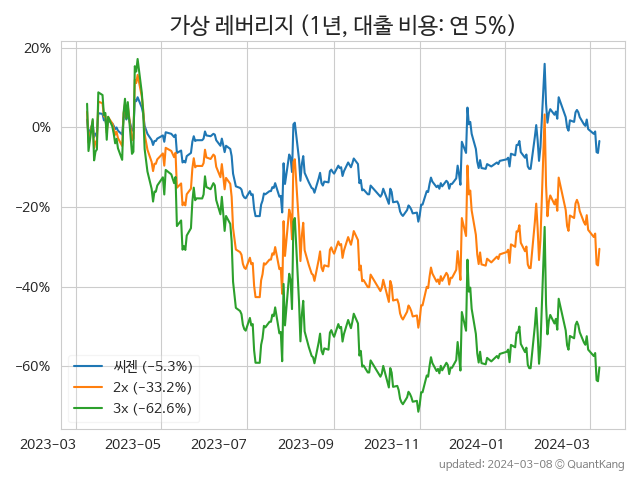 가상 레버리지 (1년, 대출 비용: 연 5%)
20%
0%
−20%
−40%
−60%
씨젠 (−5.3%)
2x (−33.2%)
3x (−62.6%)
2023−03 2023−05 2023−07 2023−09 2023−11 2024−01 2024−03
updated: 2024−03−08 © QuantKang